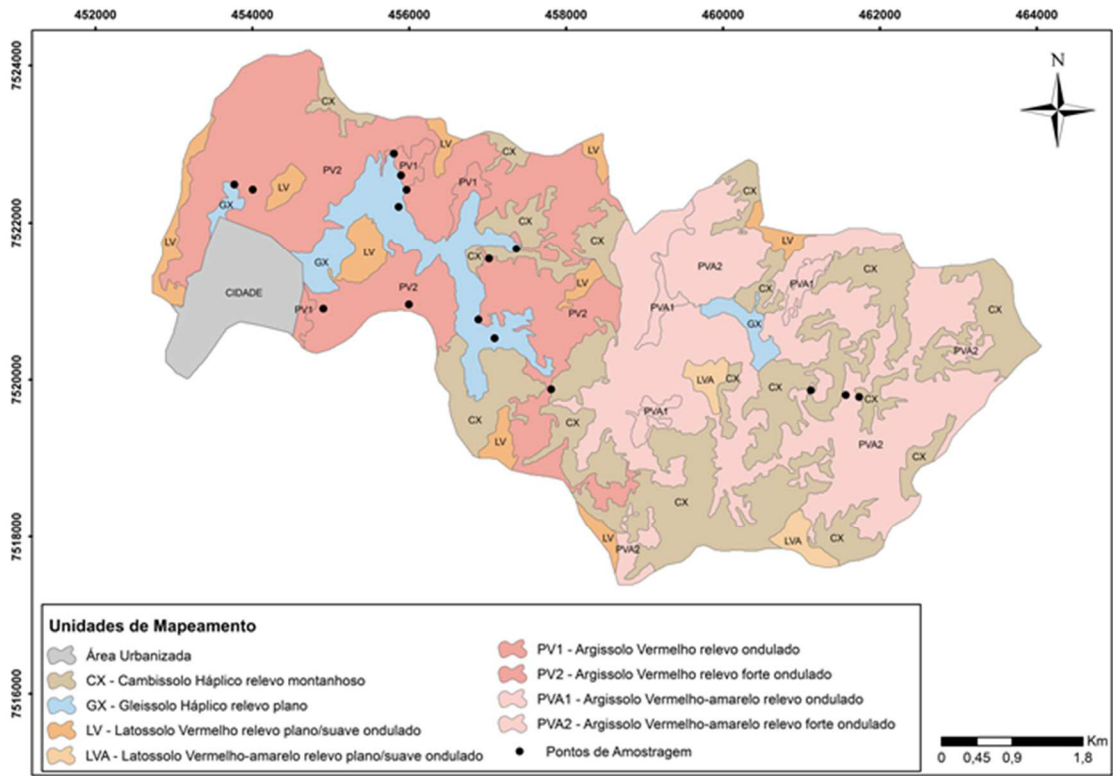 452000 454000 456000 458000 460000 462000 464000
7524000
7522000
7520000
7518000
7516000
N
CX
LV
CX
LV
PV1
PV2
PV1
LV
CX
GX
CX
CX
LV
LV
PVA2
CX
CX
GX
LV
CX
PVA1
CIDADE
PV2
LV
CX
PVA1
PV1
PV2
GX
CX
PVA2
LVA
CX
CX
CX
PVA1
CX
CX
PVA2
LV
CX
CX
LV
PVA2
LVA
CX
Unidades de Mapeamento
Área Urbanizada
CX - Cambissolo Háplico relevo montanhoso
GX - Gleissolo Háplico relevo plano
LV - Latossolo Vermelho relevo plano/suave ondulado
LVA - Latossolo Vermelho-amarelo relevo plano/suave ondulado
PV1 - Argissolo Vermelho relevo ondulado
PV2 - Argissolo Vermelho relevo forte ondulado
PVA1 - Argissolo Vermelho-amarelo relevo ondulado
PVA2 - Argissolo Vermelho-amarelo relevo forte ondulado
Pontos de Amostragem
Km
0 0,45 0,9 1,8